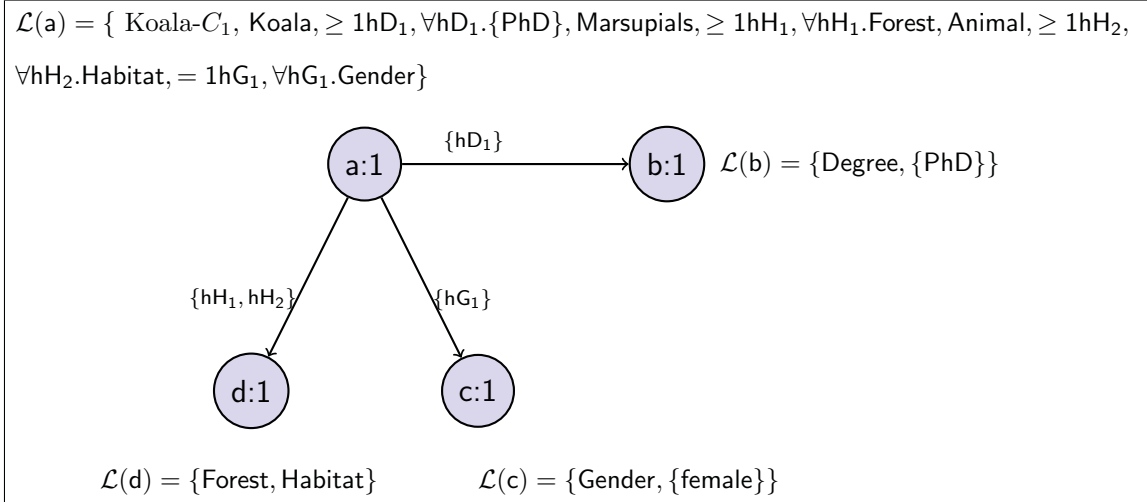 ℒ(a) = { Koala-C₁, Koala, ≥ 1hD₁, ∀hD₁.{PhD}, Marsupials, ≥ 1hH₁, ∀hH₁.Forest, Animal, ≥ 1hH₂,
∀hH₂.Habitat, = 1hG₁, ∀hG₁.Gender}
{hD₁}
a:1
b:1
ℒ(b) = {Degree, {PhD}}
{hH₁, hH₂}
{hG₁}
d:1
c:1
ℒ(d) = {Forest, Habitat}
ℒ(c) = {Gender, {female}}